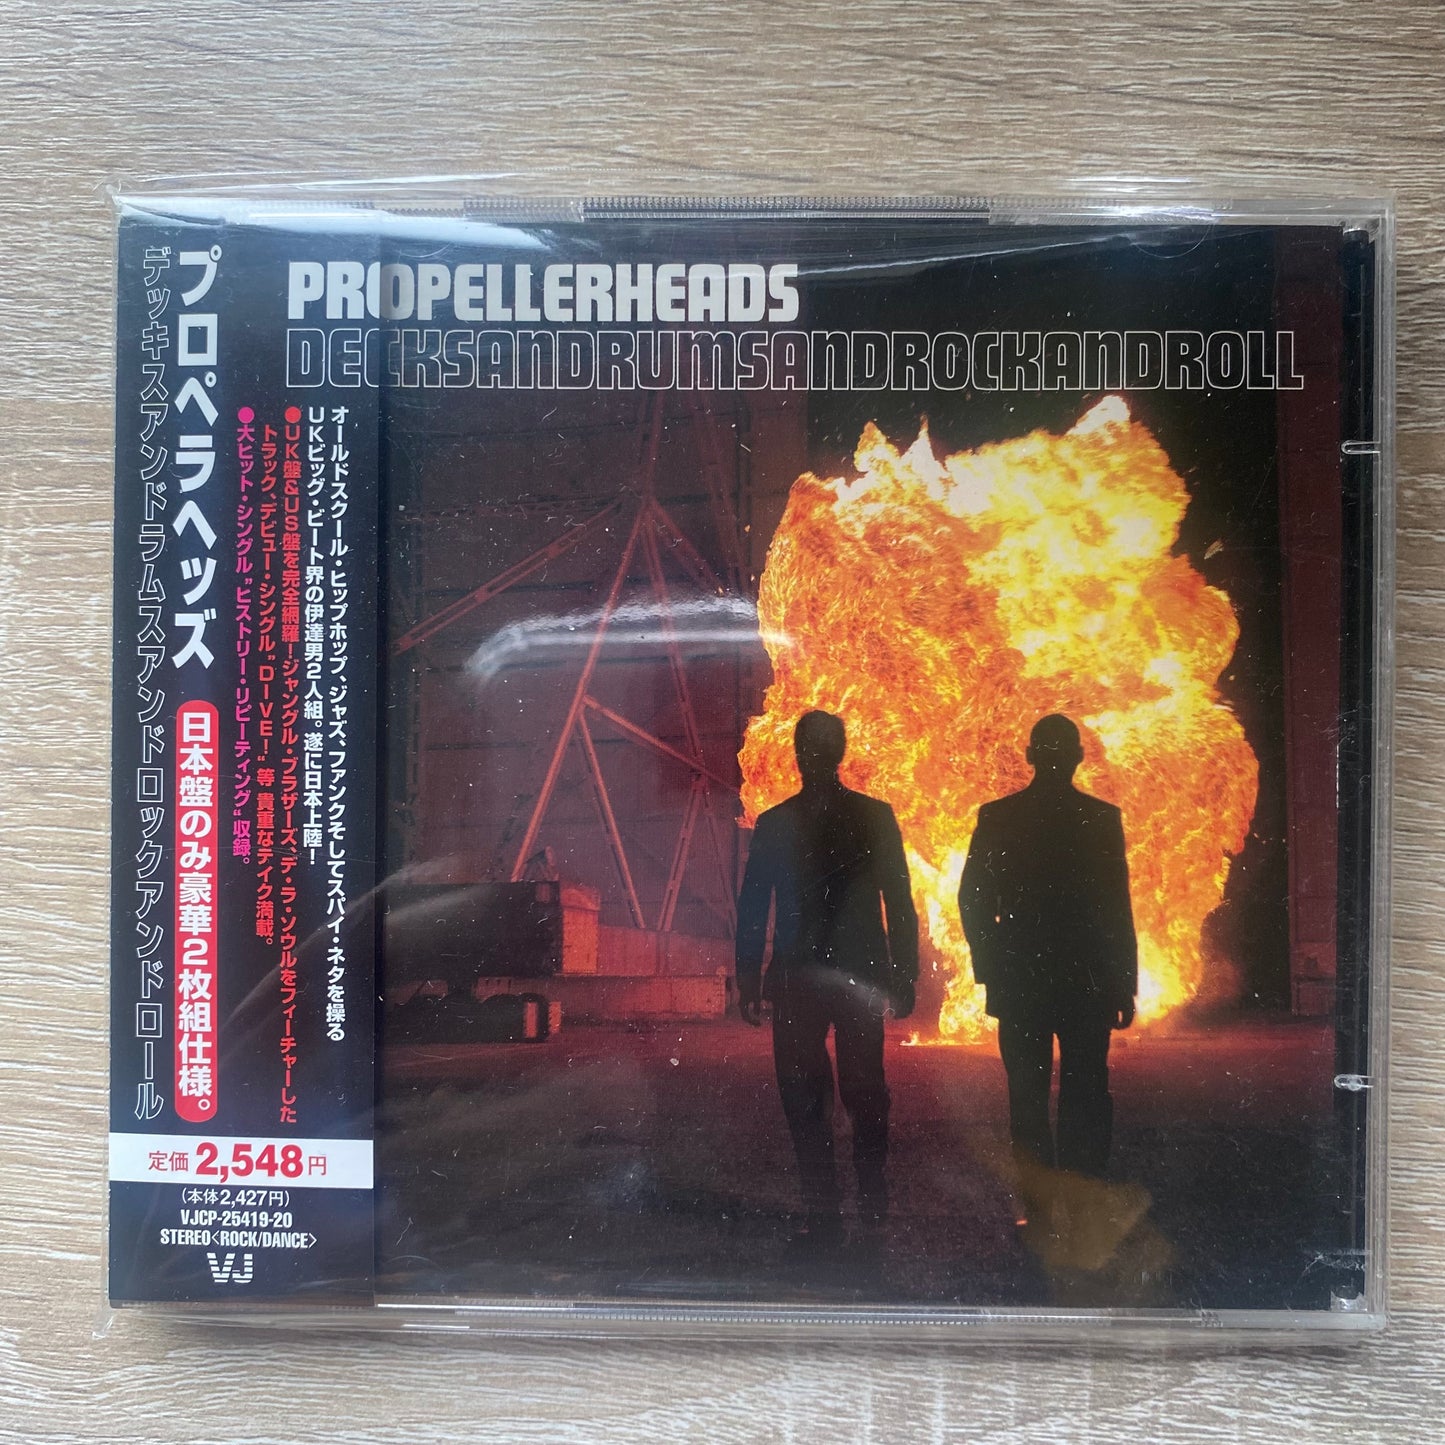 PROPELLERHEADS
DECKSANDRUMSANDROCKANDROLL
オールドスクール・ヒップホップ、ジャズ、ファンクそしてスパイ・ネタを操る
UKビッグ・ビート界の伊達男2人組。遂に日本上陸!
●UK盤&US盤を完全網羅!ジャングル・ブラザーズ、デ・ラ・ソウルをフィーチャーした
トラック、デビュー・シングル"DIVE!"等 貴重なテイク満載。
●大ヒット・シングル"ヒストリー・リピーティング"収録。
プロペラヘッズ
日本盤のみ豪華2枚組仕様。
デッキスアンドドラムスアンドロックアンドロール
定価 2,548円
(本体2,427円)
VJCP-25419-20
STEREO<ROCK/DANCE>
VJ